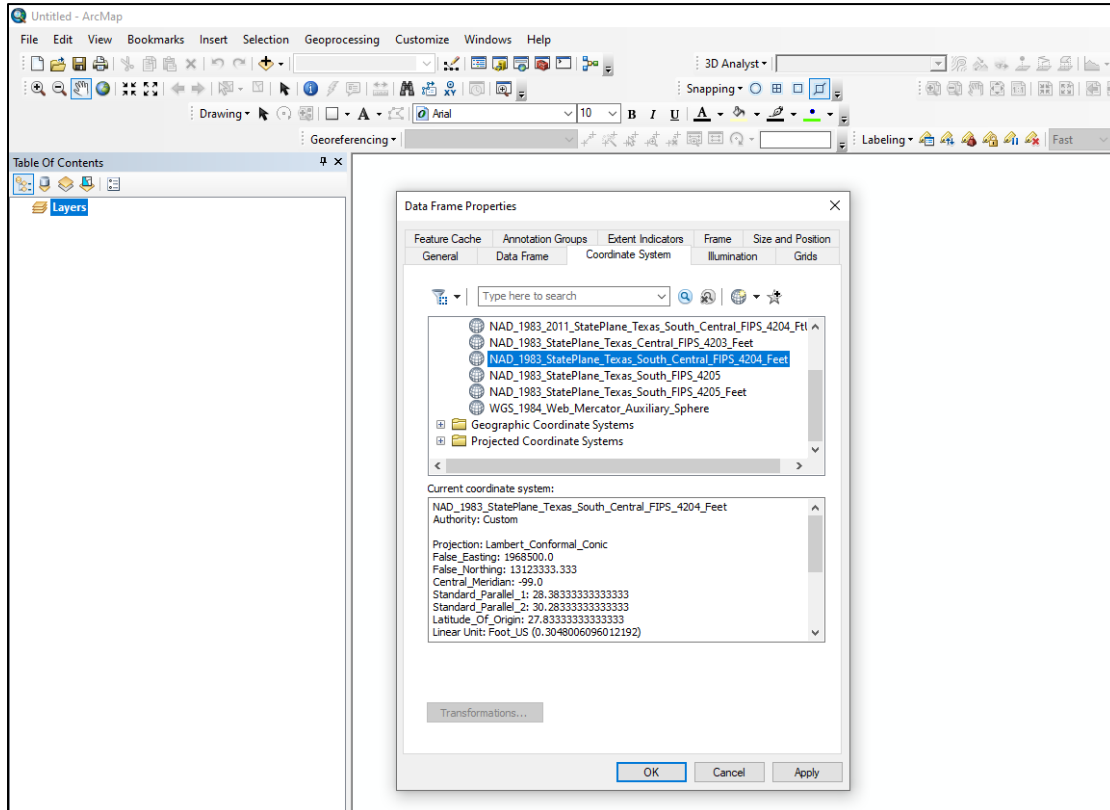 Untitled - ArcMap
File Edit View Bookmarks Insert Selection Geoprocessing Customize Windows Help
3D Analyst
Snapping
Drawing Arial 10 B I U A
Georeferencing Labeling Fast
Table Of Contents
Layers
Data Frame Properties
Feature Cache Annotation Groups Extent Indicators Frame Size and Position
General Data Frame Coordinate System Illumination Grids
Type here to search
NAD_1983_2011_StatePlane_Texas_South_Central_FIPS_4204_FtU
NAD_1983_StatePlane_Texas_Central_FIPS_4203_Feet
NAD_1983_StatePlane_Texas_South_Central_FIPS_4204_Feet
NAD_1983_StatePlane_Texas_South_FIPS_4205
NAD_1983_StatePlane_Texas_South_FIPS_4205_Feet
WGS_1984_Web_Mercator_Auxiliary_Sphere
Geographic Coordinate Systems
Projected Coordinate Systems
Current coordinate system:
NAD_1983_StatePlane_Texas_South_Central_FIPS_4204_Feet
Authority: Custom
Projection: Lambert_Conformal_Conic
False_Easting: 1968500.0
False_Northing: 13123333.333
Central_Meridian: -99.0
Standard_Parallel_1: 28.38333333333333
Standard_Parallel_2: 30.28333333333333
Latitude_Of_Origin: 27.83333333333333
Linear Unit: Foot_US (0.3048006096012192)
Transformations...
OK Cancel Apply